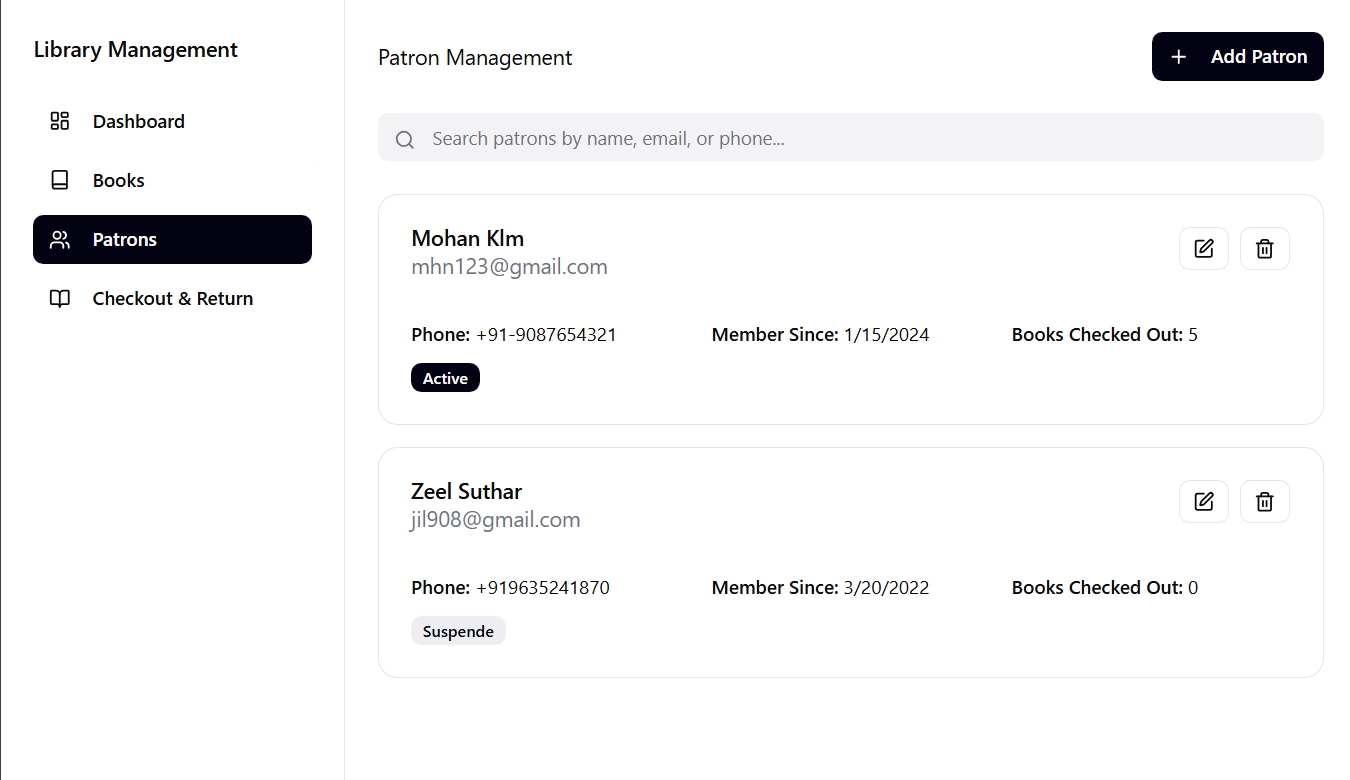 Library Management
Dashboard
Books
Patrons
Checkout & Return
Patron Management
Add Patron
Search patrons by name, email, or phone...
Mohan Klm
mhn123@gmail.com
Phone: +91-9087654321 Member Since: 1/15/2024 Books Checked Out: 5
Active
Zeel Suthar
jil908@gmail.com
Phone: +919635241870 Member Since: 3/20/2022 Books Checked Out: 0
Suspende